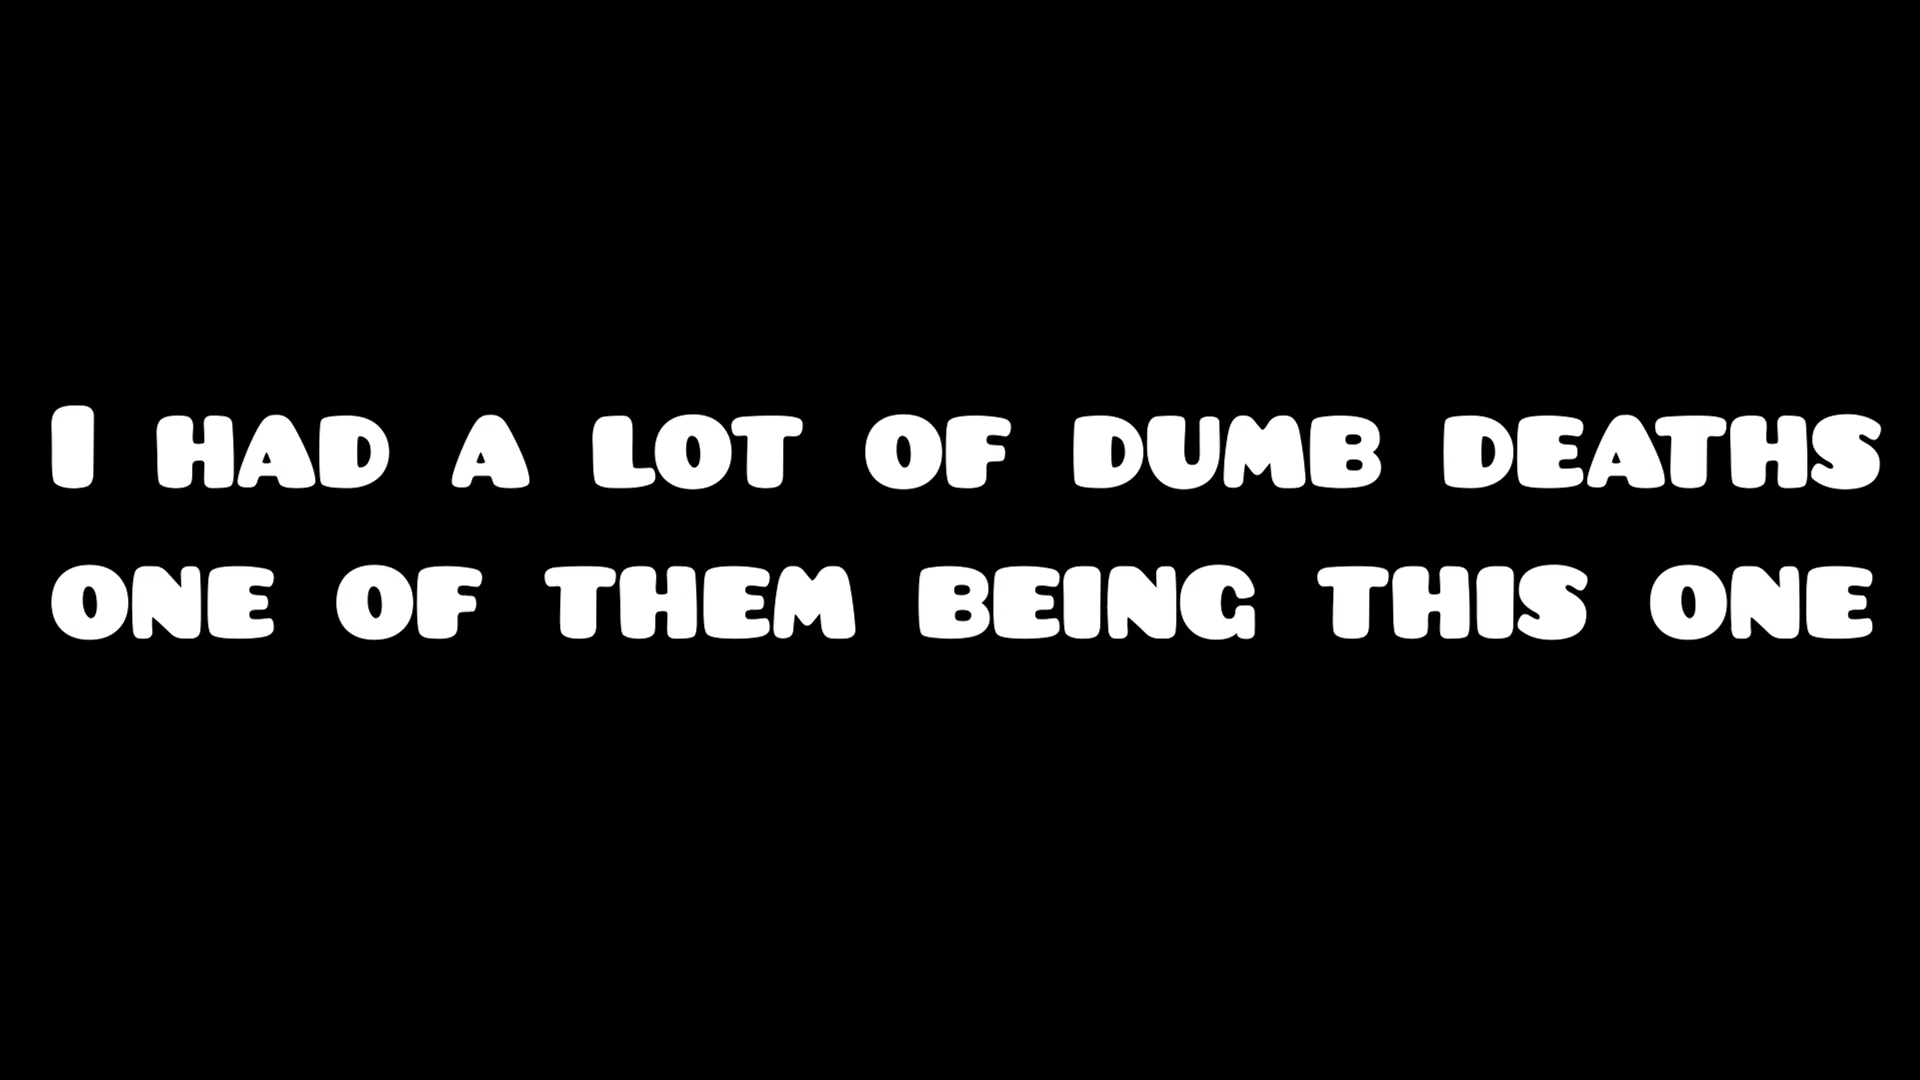 I HAD A LOT OF DUMB DEATHS
ONE OF THEM BEING THIS ONE